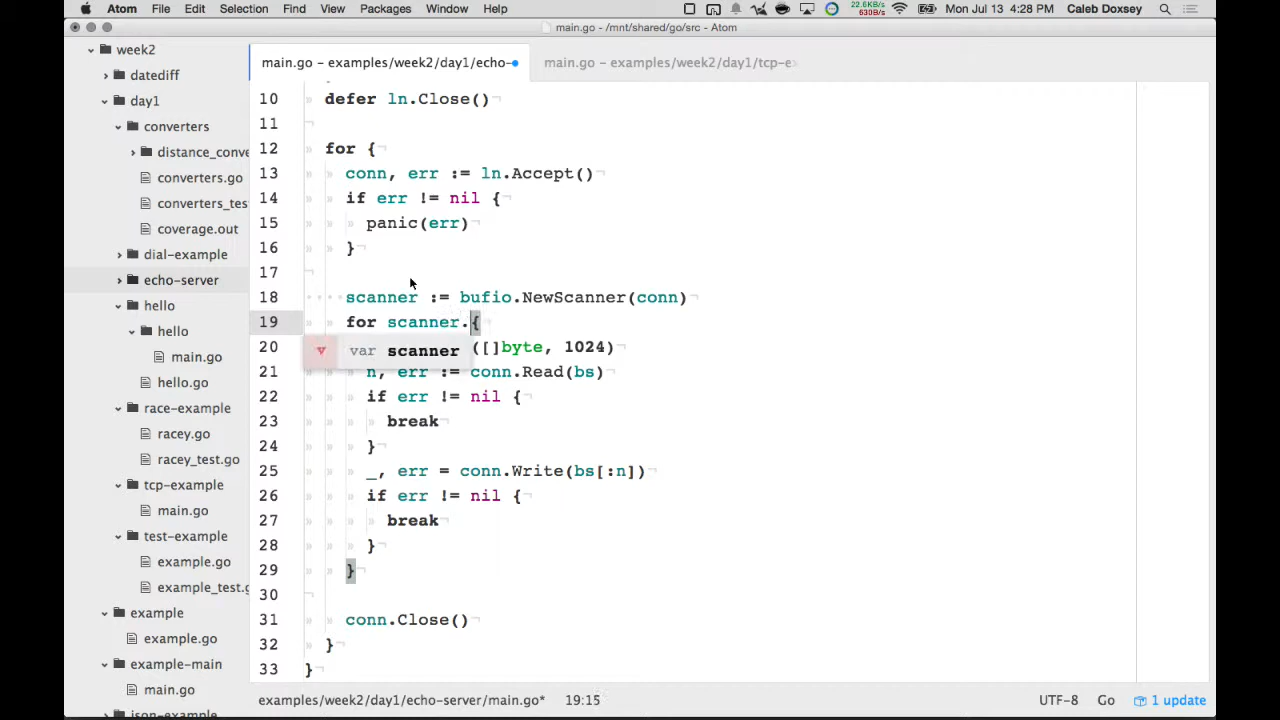 Atom File Edit Selection Find View Packages Window Help 22.6KB/s 630B/s Mon Jul 13 4:28 PM Caleb Doxsey
main.go - /mnt/shared/go/src - Atom
week2
datediff
day1
converters
distance_conve
converters.go
converters_tes
coverage.out
dial-example
echo-server
hello
hello
main.go
hello.go
race-example
racey.go
racey_test.go
tcp-example
main.go
test-example
example.go
example_test.g
example
example.go
example-main
main.go
json-example
main.go - examples/week2/day1/echo- main.go - examples/week2/day1/tcp-e
10 defer ln.Close()
11
12 for {
13 conn, err := ln.Accept()
14 if err != nil {
15 panic(err)
16 }
17
18 scanner := bufio.NewScanner(conn)
19 for scanner.{
20 ([]byte, 1024)
var scanner
21 n, err := conn.Read(bs)
22 if err != nil {
23 break
24 }
25 _, err = conn.Write(bs[:n])
26 if err != nil {
27 break
28 }
29 }
30
31 conn.Close()
32 }
33 }
examples/week2/day1/echo-server/main.go* 19:15 UTF-8 Go 1 update